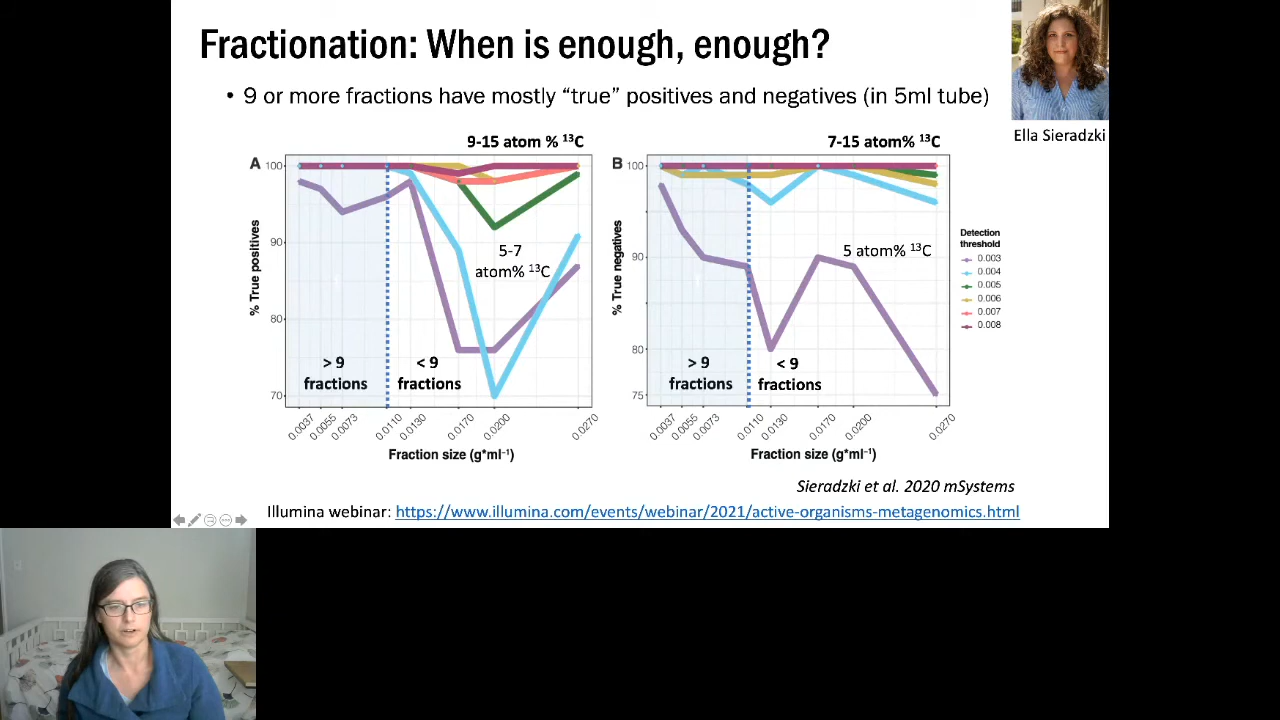 Fractionation: When is enough, enough?
• 9 or more fractions have mostly “true” positives and negatives (in 5ml tube)
Ella Sieradzki
9-15 atom % ¹³C
A
% True positives
100
90
80
70
5-7
atom% ¹³C
> 9
fractions
< 9
fractions
0.0037
0.0055
0.0073
0.0110
0.0130
0.0170
0.0200
0.0270
Fraction size (g*ml⁻¹)
7-15 atom% ¹³C
B
% True negatives
100
90
80
75
5 atom% ¹³C
> 9
fractions
< 9
fractions
0.0037
0.0055
0.0073
0.0110
0.0130
0.0170
0.0200
0.0270
Fraction size (g*ml⁻¹)
Detection
threshold
0.003
0.004
0.005
0.006
0.007
0.008
Sieradzki et al. 2020 mSystems
Illumina webinar: https://www.illumina.com/events/webinar/2021/active-organisms-metagenomics.html